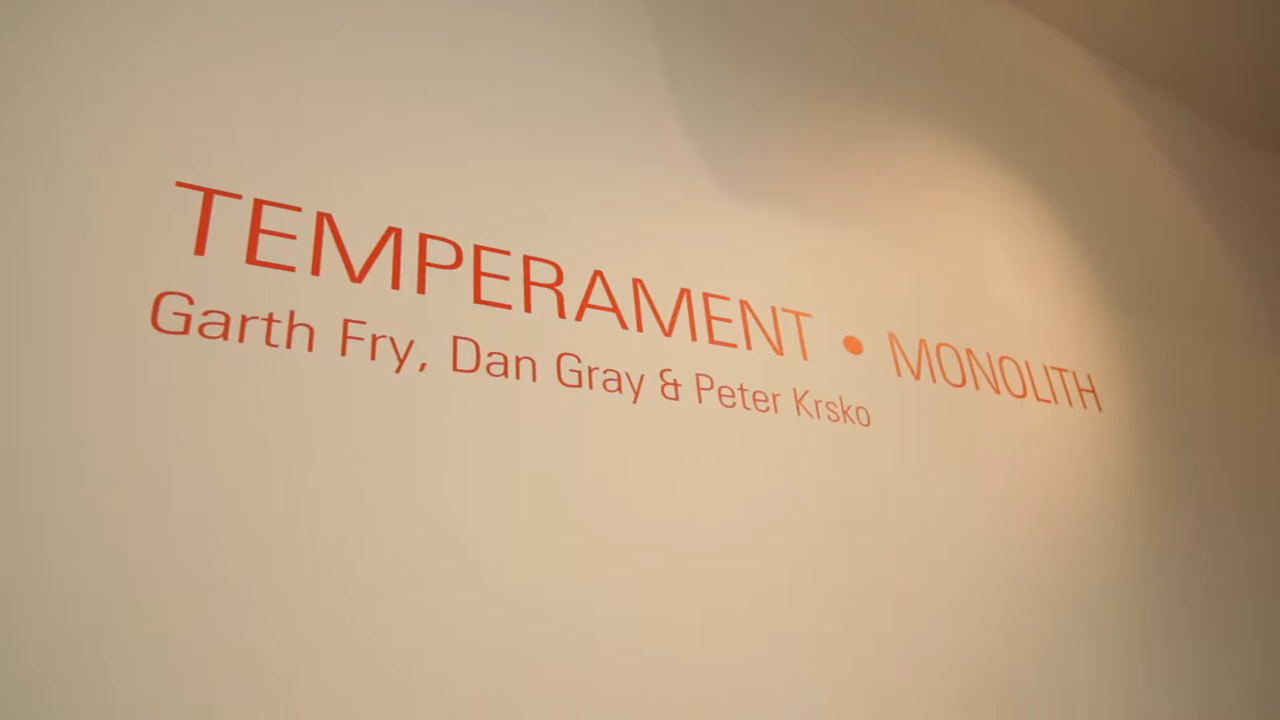 TEMPERAMENT • MONOLITH
Garth Fry, Dan Gray & Peter Krsko